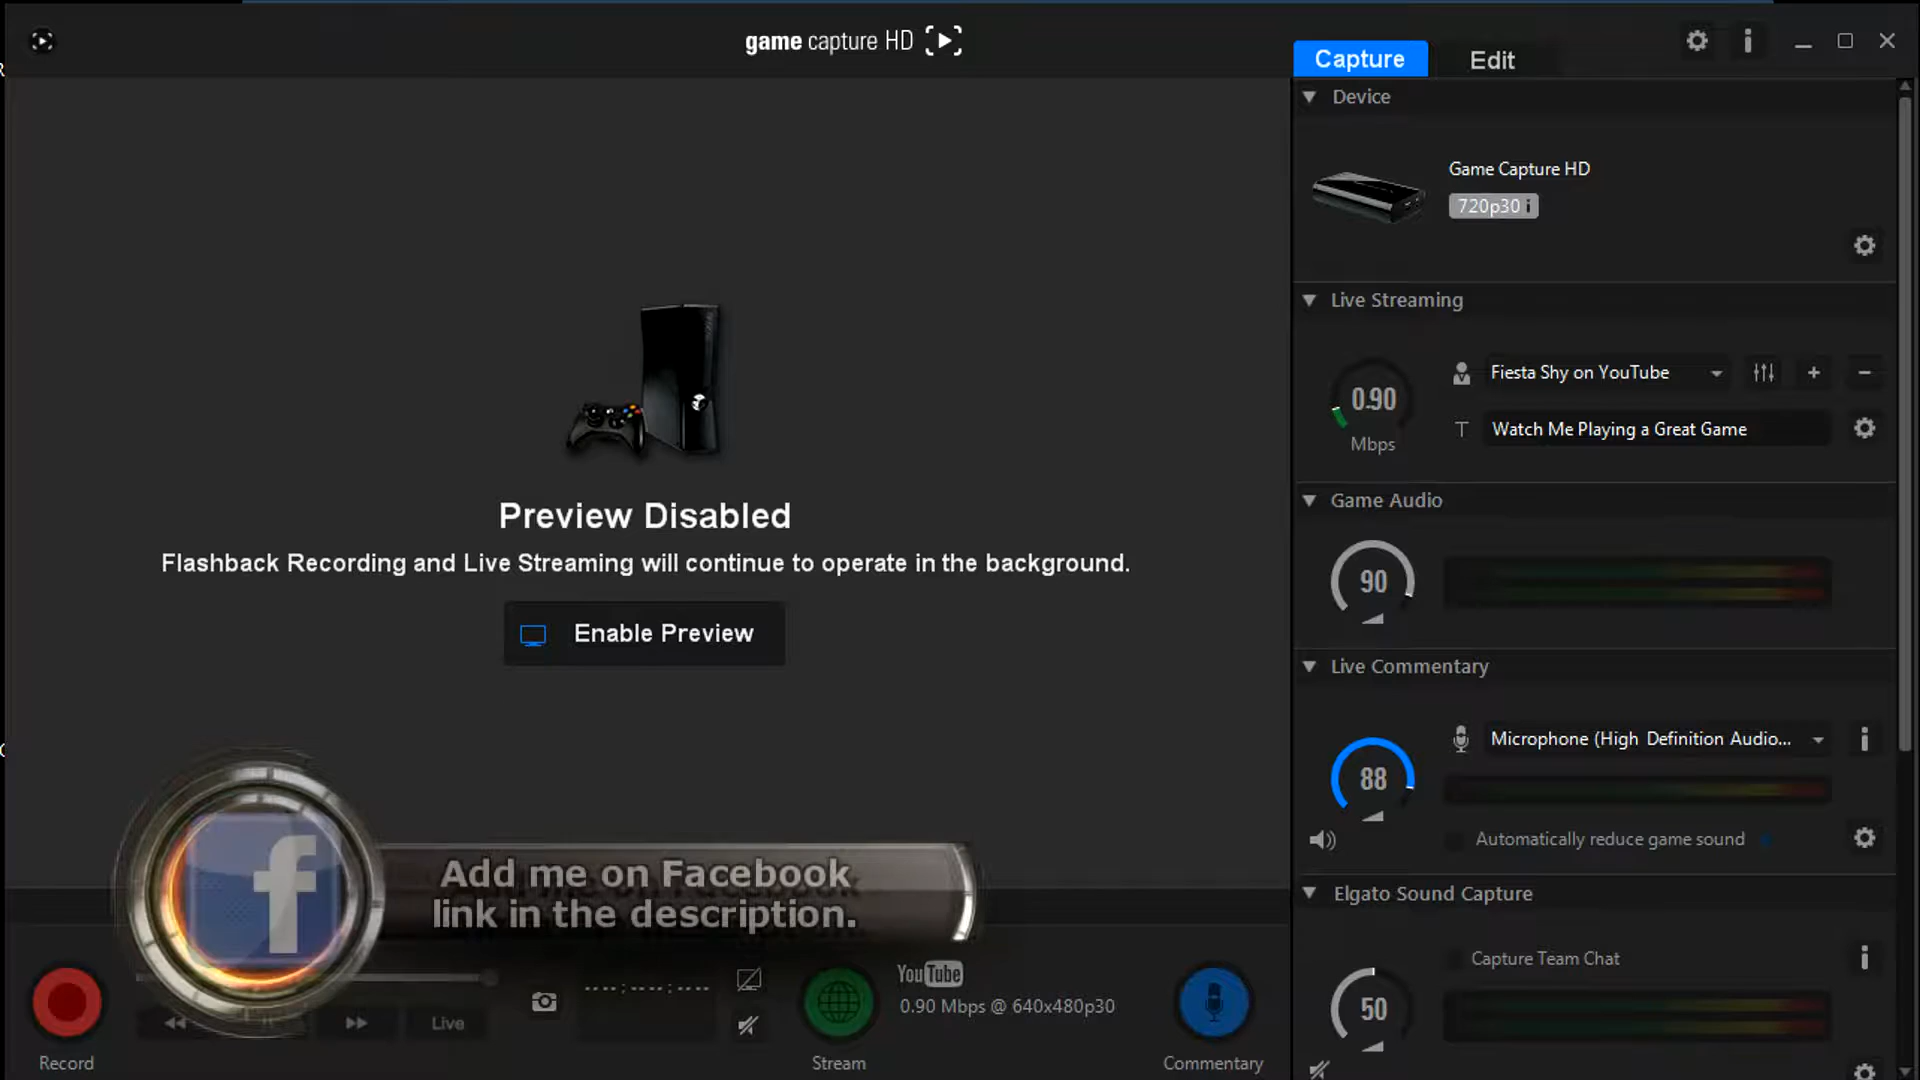 game capture HD
Capture
Edit
Device
Game Capture HD
720p30 i
Live Streaming
0.90
Mbps
Fiesta Shy on YouTube
T Watch Me Playing a Great Game
Game Audio
90
Live Commentary
Microphone (High Definition Audio...
88
Automatically reduce game sound
Elgato Sound Capture
Capture Team Chat
50
Preview Disabled
Flashback Recording and Live Streaming will continue to operate in the background.
Enable Preview
Add me on Facebook
link in the description.
Live
Record
--:--:--
Stream
YouTube
0.90 Mbps @ 640x480p30
Commentary